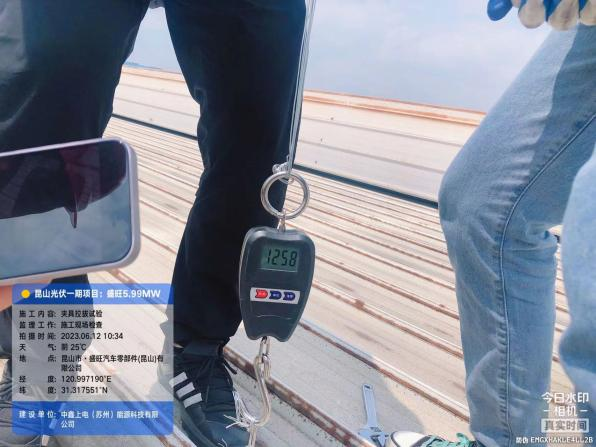 1258
昆山光伏一期项目：盛旺5.99MW
施工内容：夹具拉拔试验
监理工作：施工现场检查
拍摄时间：2023.06.12 10:34
天 气：阴 25℃
地 点：昆山市·盛旺汽车零部件(昆山)有
限公司
经 度：120.997190°E
纬 度：31.317551°N
建设单位：中鑫上电（苏州）能源科技有限公
司
今日水印
相机
真实时间
防伪 EMGXHAKLE4LL2B